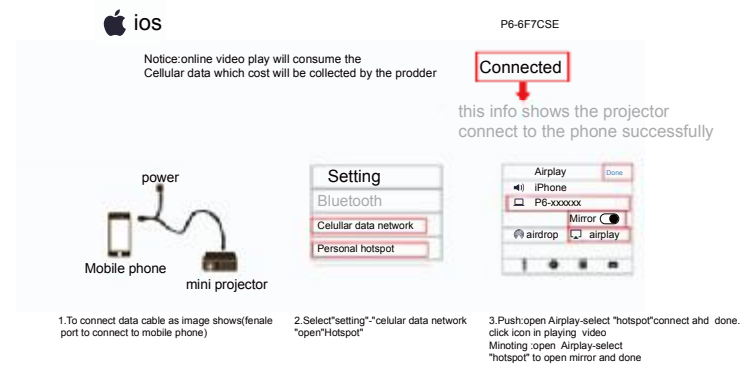 ios
P6-6F7CSE
Notice:online video play will consume the
Cellular data which cost will be collected by the prodder
Connected
this info shows the projector
connect to the phone successfully
power
Mobile phone
mini projector
Setting
Bluetooth
Celullar data network
Personal hotspot
Airplay Done
iPhone
P6-xxxxxx
Mirror
airdrop airplay
1.To connect data cable as image shows(fenale
port to connect to mobile phone)
2.Select"setting"-"celular data network
"open"Hotspot"
3.Push:open Airplay-select "hotspot"connect ahd done.
click icon in playing video
Minoting :open Airplay-select
"hotspot" to open mirror and done